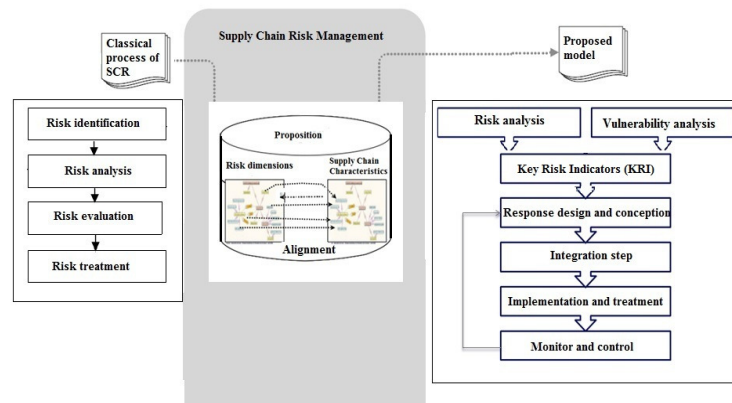 Supply Chain Risk Management
Classical
process of
SCR
Proposed
model
Risk identification
Risk analysis
Risk evaluation
Risk treatment
Proposition
Risk dimensions
Supply Chain
Characteristics
Alignment
Risk analysis
Vulnerability analysis
Key Risk Indicators (KRI)
Response design and conception
Integration step
Implementation and treatment
Monitor and control